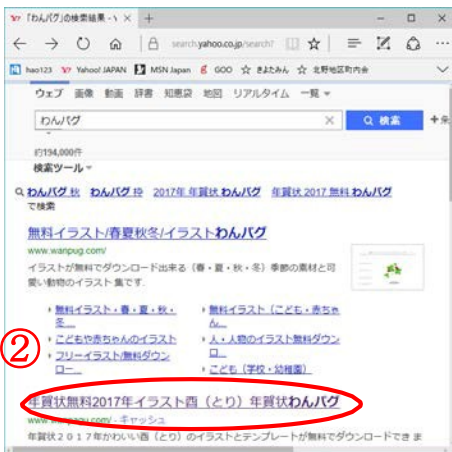 「わんパグ」の検索結果 - Y
search.yahoo.co.jp/search?
hao123 Yahoo! JAPAN MSN Japan GOO きよたみん 北野地区町内会
ウェブ 画像 動画 辞書 知恵袋 地図 リアルタイム 一覧
わんパグ
検索
約194,000件
検索ツール
わんパグ 秋 わんパグ 枠 2017年 年賀状 わんパグ 年賀状 2017 無料 わんパグ
で検索
無料イラスト/春夏秋冬/イラストわんパグ
www.wanpug.com/
イラストが無料でダウンロード出来る（春・夏・秋・冬）季節の素材と可
愛い動物のイラスト集です.
無料イラスト・春・夏・秋・
冬...
こどもや赤ちゃんのイラスト
フリーイラスト/無料ダウン
ロー...
無料イラスト（こども・赤ちゃ
ん...
人・人物のイラスト無料ダウン
ロ...
こども（学校・幼稚園）
②
年賀状無料2017年イラスト酉（とり）年賀状わんパグ
www.wanpagu.com/ - キャッシュ
年賀状２０１７年かわいい酉（とり）のイラストとテンプレートが無料でダウンロードできま